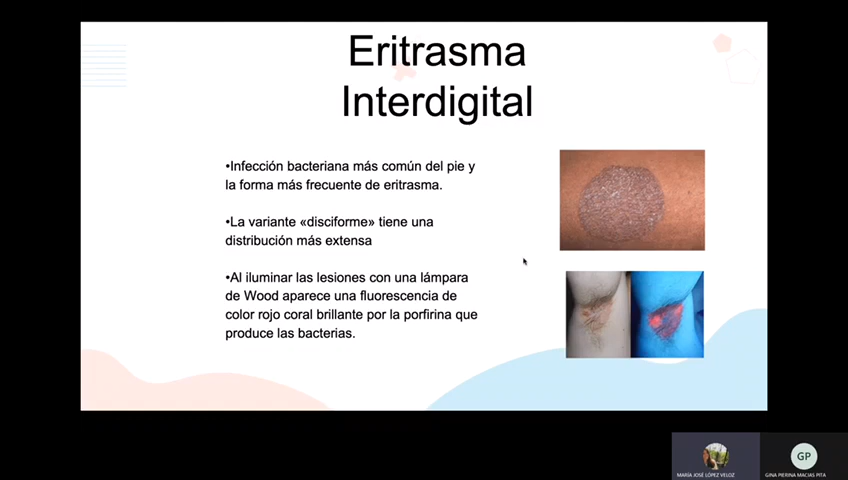 Eritrasma
Interdigital
•Infección bacteriana más común del pie y
la forma más frecuente de eritrasma.
•La variante «disciforme» tiene una
distribución más extensa
•Al iluminar las lesiones con una lámpara
de Wood aparece una fluorescencia de
color rojo coral brillante por la porfirina que
produce las bacterias.
GP
MARÍA JOSÉ LÓPEZ VELOZ
GINA PIERINA MACIAS PITA